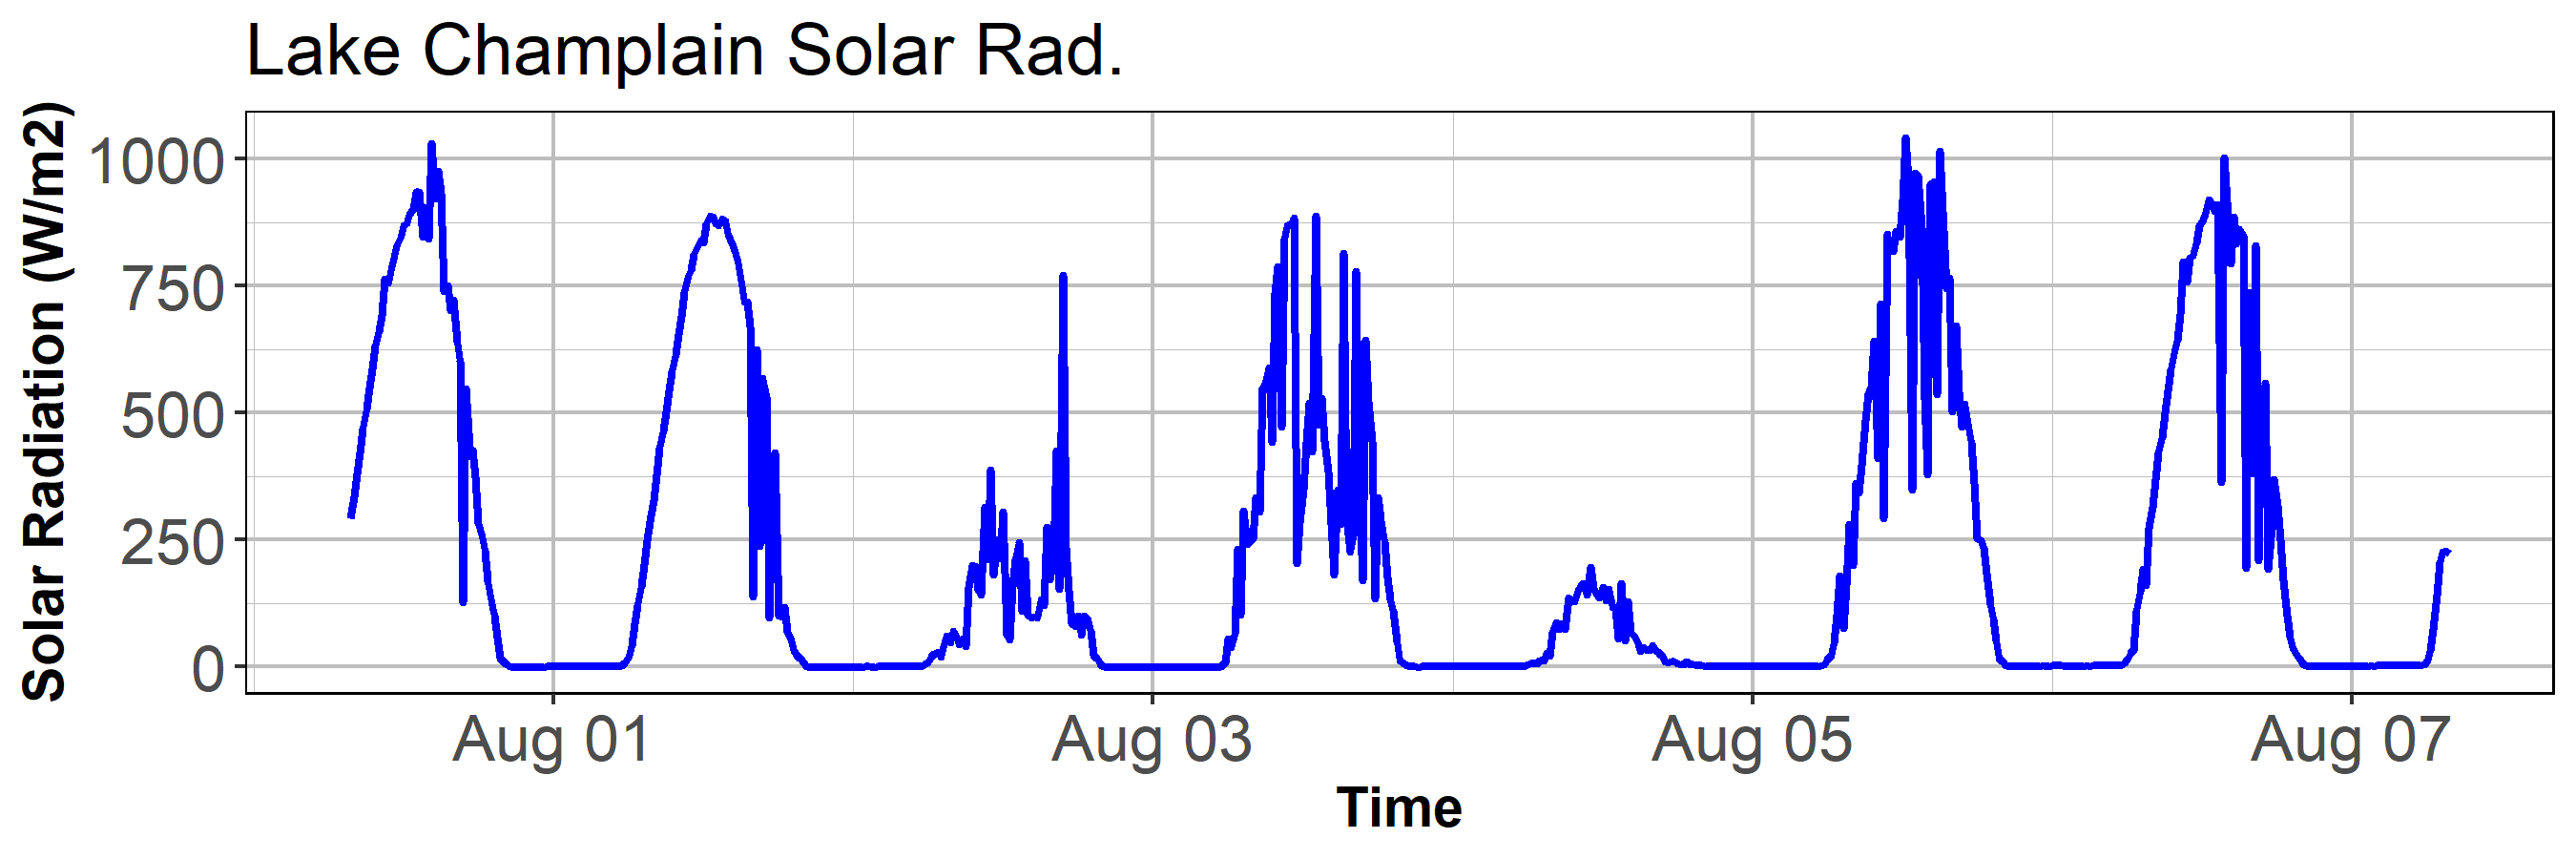 Lake Champlain Solar Rad.
Solar Radiation (W/m2)
1000
750
500
250
0
Aug 01 Aug 03 Aug 05 Aug 07
Time